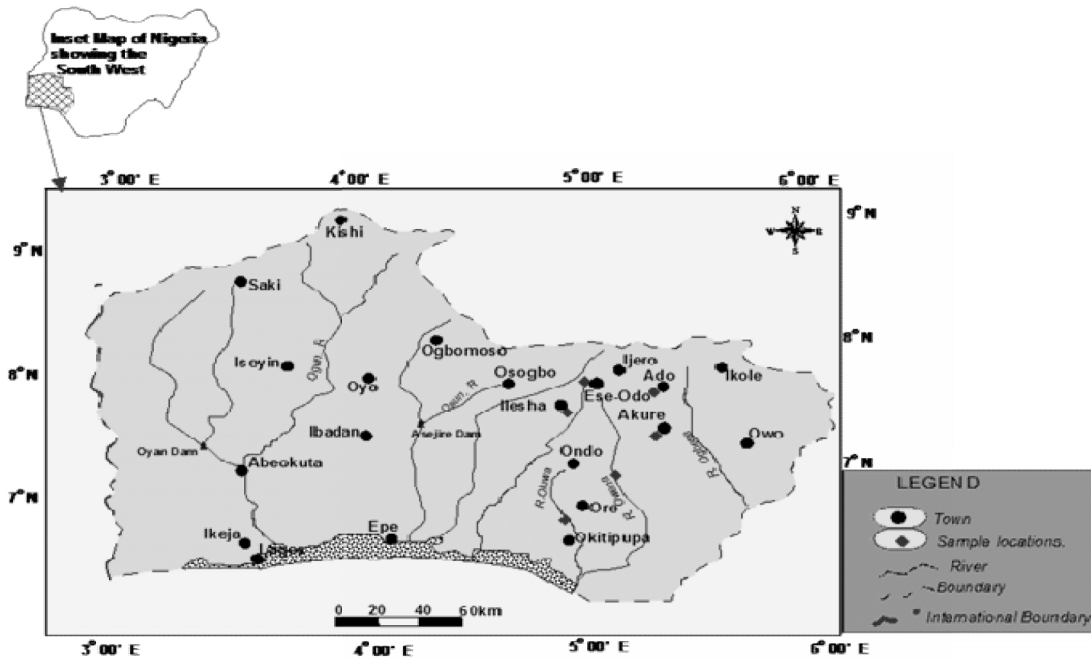 Inset Map of Nigeria
showing the
South West
3°00' E
4°00' E
5°00' E
6°00' E
9°N
9°N
N
W
E
S
Kishi
Saki
Ogun. R
Isoyin
Oyo
Ogbomoso
8°N
8°N
Osogbo
Osun. R
Ijero
Ado
Ikole
Ese-Odo
Ilesha
Akure
Ibadan
Asejire Dam
Owo
Oyan Dam
Abeokuta
Ondo
7°N
7°N
R.Oluwa
R. Owena
Ore
Ikeja
Epe
Okitipupa
Lagos
0 20 40 60km
3°00' E
4°00' E
5°00' E
6°00' E
LEGEND
Town
Sample locations.
River
Boundary
International Boundary